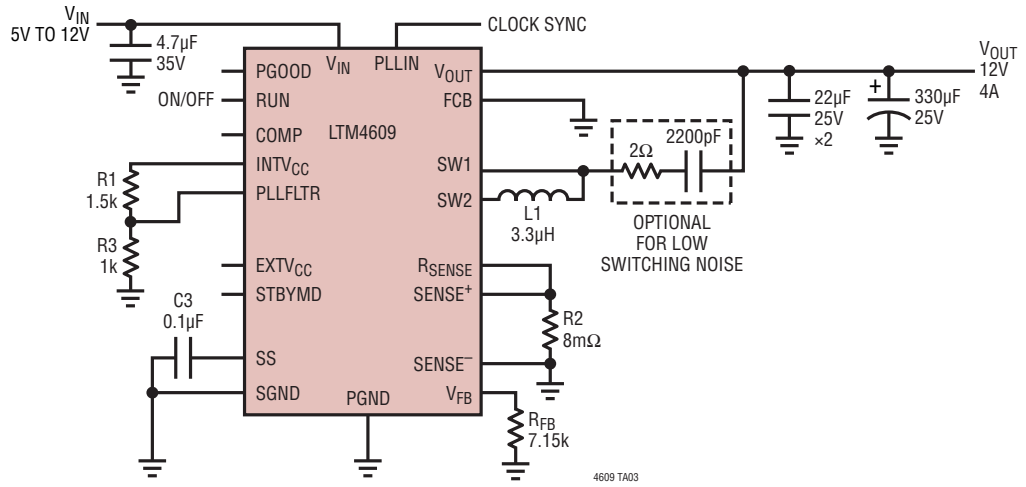 VIN
5V TO 12V
4.7µF
35V
CLOCK SYNC
VIN
PLLIN
PGOOD
RUN
ON/OFF
COMP
LTM4609
INTVCC
PLLFLTR
EXTVCC
STBYMD
SS
SGND
PGND
VOUT
FCB
SW1
SW2
RSENSE
SENSE+
SENSE–
VFB
R1
1.5k
R3
1k
C3
0.1µF
L1
3.3µH
2Ω
2200pF
OPTIONAL
FOR LOW
SWITCHING NOISE
22µF
25V
×2
+
330µF
25V
VOUT
12V
4A
R2
8mΩ
RFB
7.15k
4609 TA03